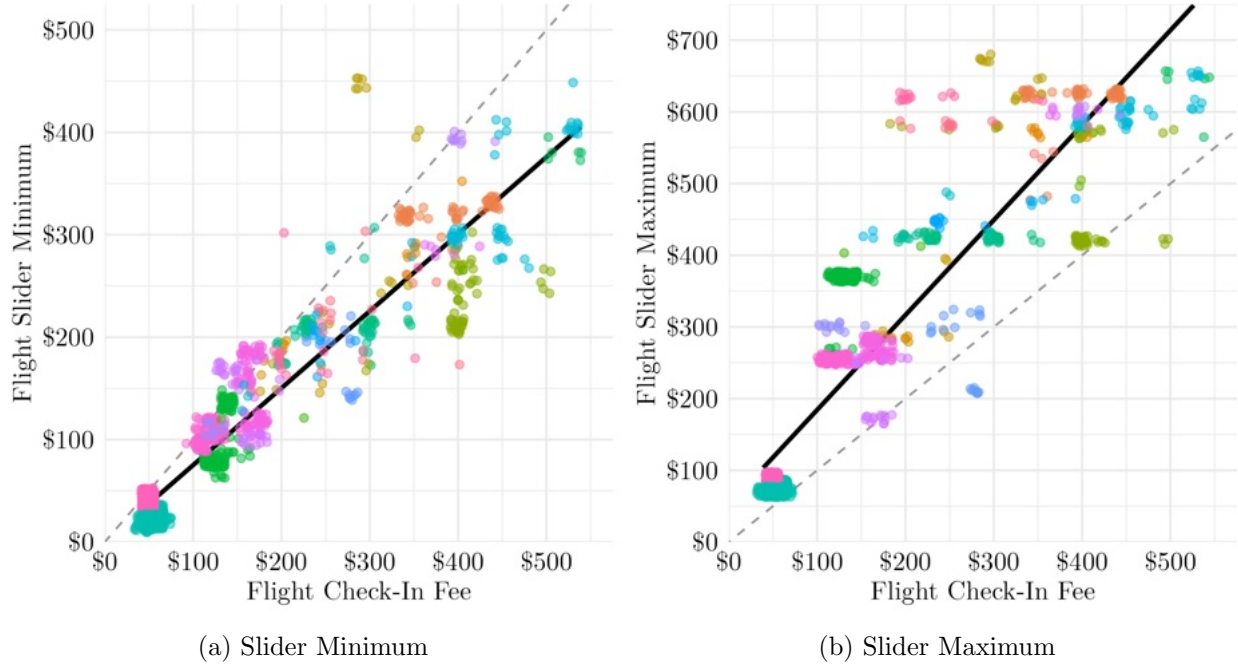 $500
$400
$300
$200
$100
$0
Flight Slider Minimum
$0 $100 $200 $300 $400 $500
Flight Check-In Fee
(a) Slider Minimum
$700
$600
$500
$400
$300
$200
$100
$0
Flight Slider Maximum
$0 $100 $200 $300 $400 $500
Flight Check-In Fee
(b) Slider Maximum